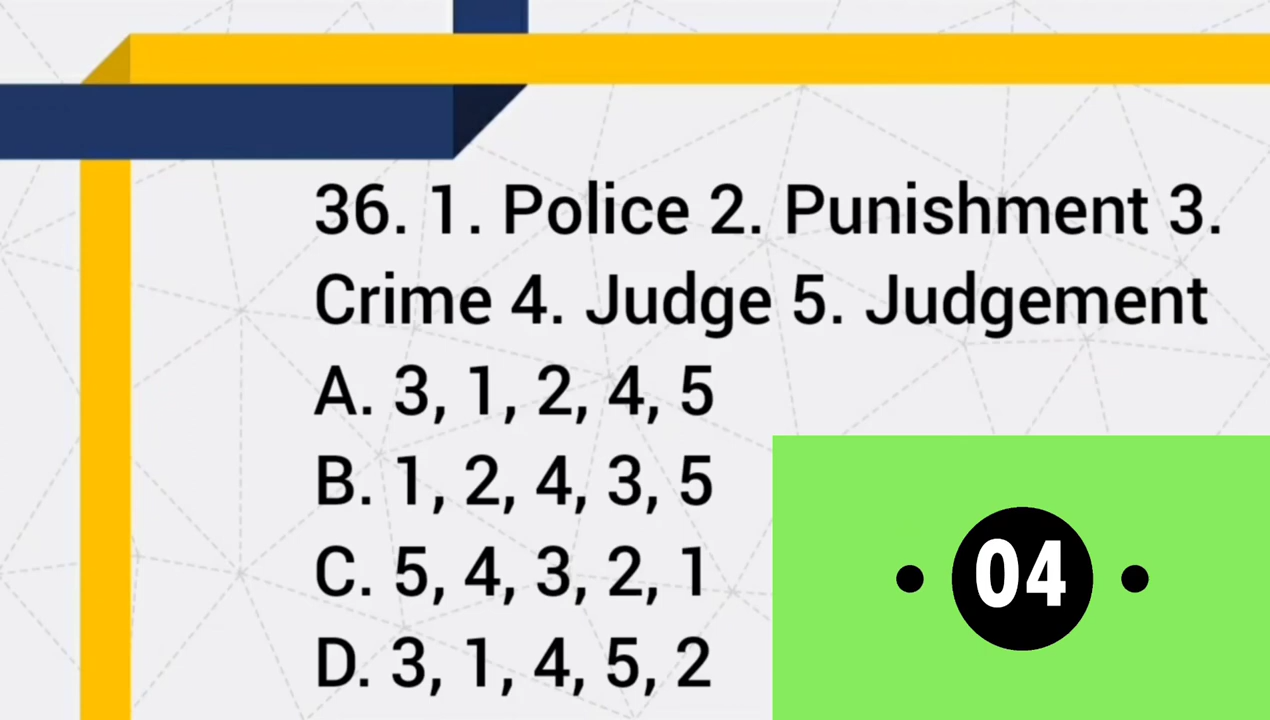 36. 1. Police 2. Punishment 3.
Crime 4. Judge 5. Judgement
A. 3, 1, 2, 4, 5
B. 1, 2, 4, 3, 5
C. 5, 4, 3, 2, 1
D. 3, 1, 4, 5, 2
04